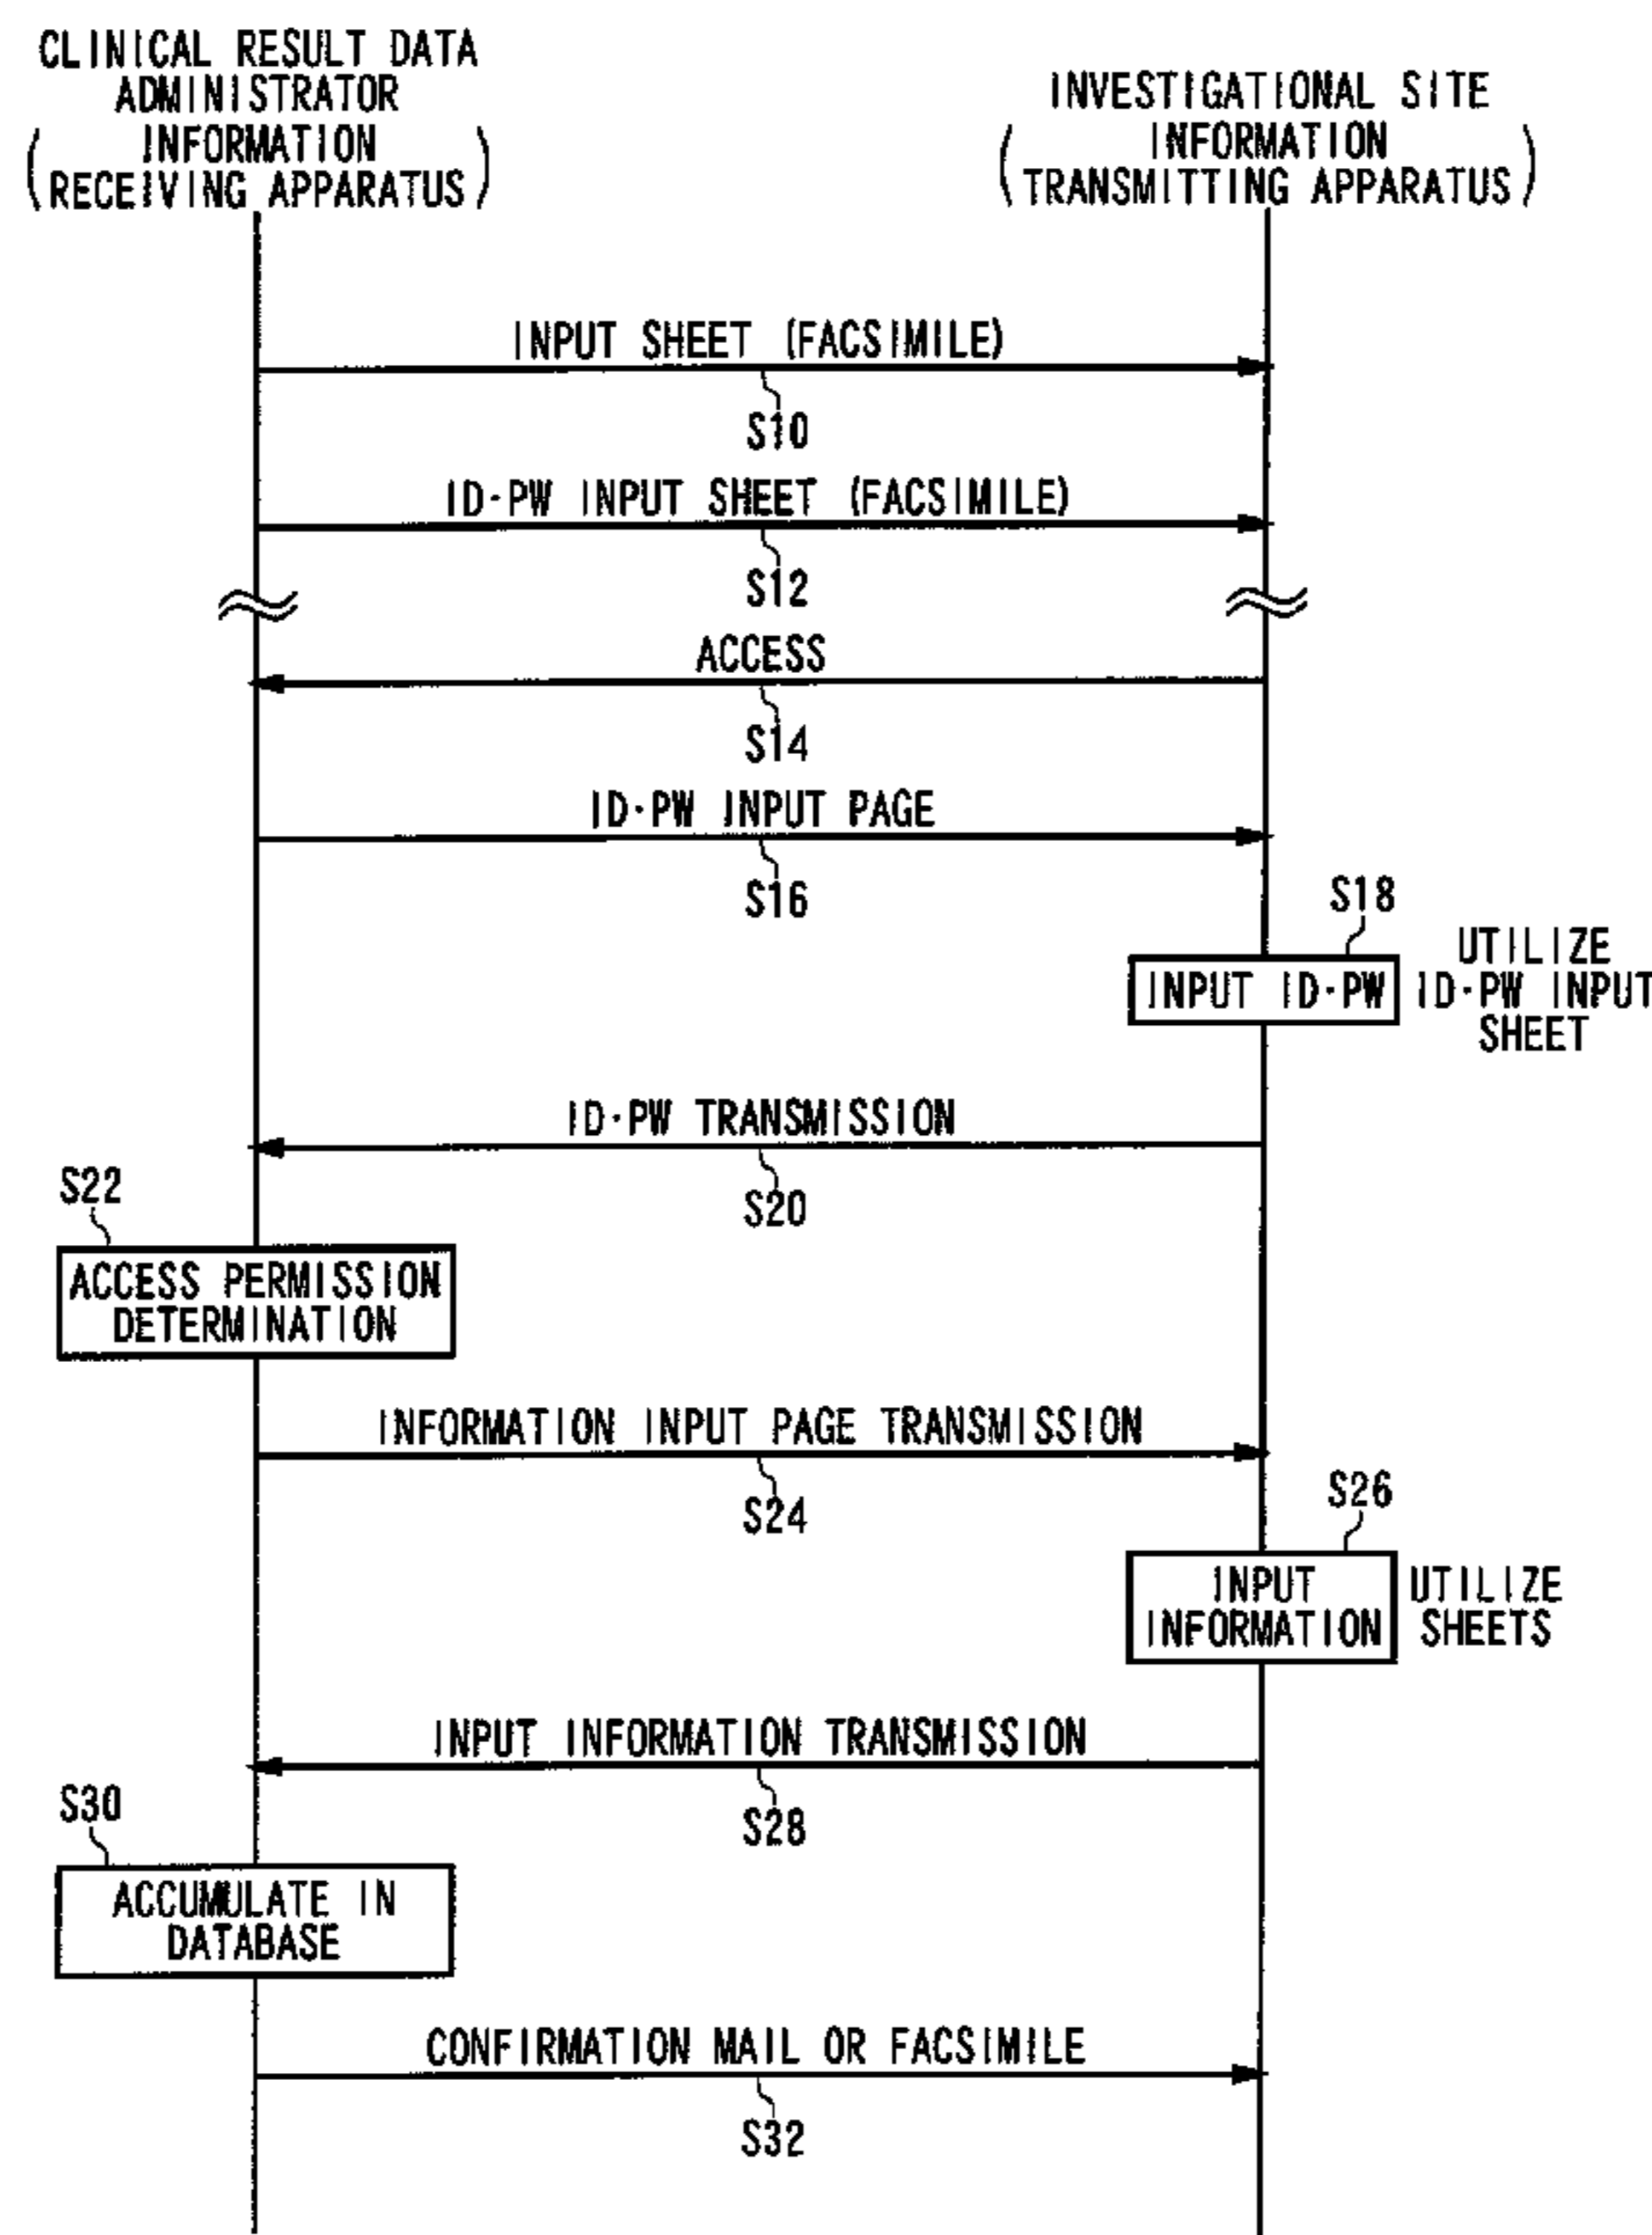 CLINICAL RESULT DATA
ADMINISTRATOR
(INFORMATION
RECEIVING APPARATUS)
INVESTIGATIONAL SITE
(INFORMATION
TRANSMITTING APPARATUS)
INPUT SHEET (FACSIMILE)
S10
ID·PW INPUT SHEET (FACSIMILE)
S12
ACCESS
S14
ID·PW INPUT PAGE
S16
S18
INPUT ID·PW
UTILIZE
ID·PW INPUT
SHEET
ID·PW TRANSMISSION
S20
S22
ACCESS PERMISSION
DETERMINATION
INFORMATION INPUT PAGE TRANSMISSION
S24
S26
INPUT
INFORMATION
UTILIZE
SHEETS
INPUT INFORMATION TRANSMISSION
S28
S30
ACCUMULATE IN
DATABASE
CONFIRMATION MAIL OR FACSIMILE
S32